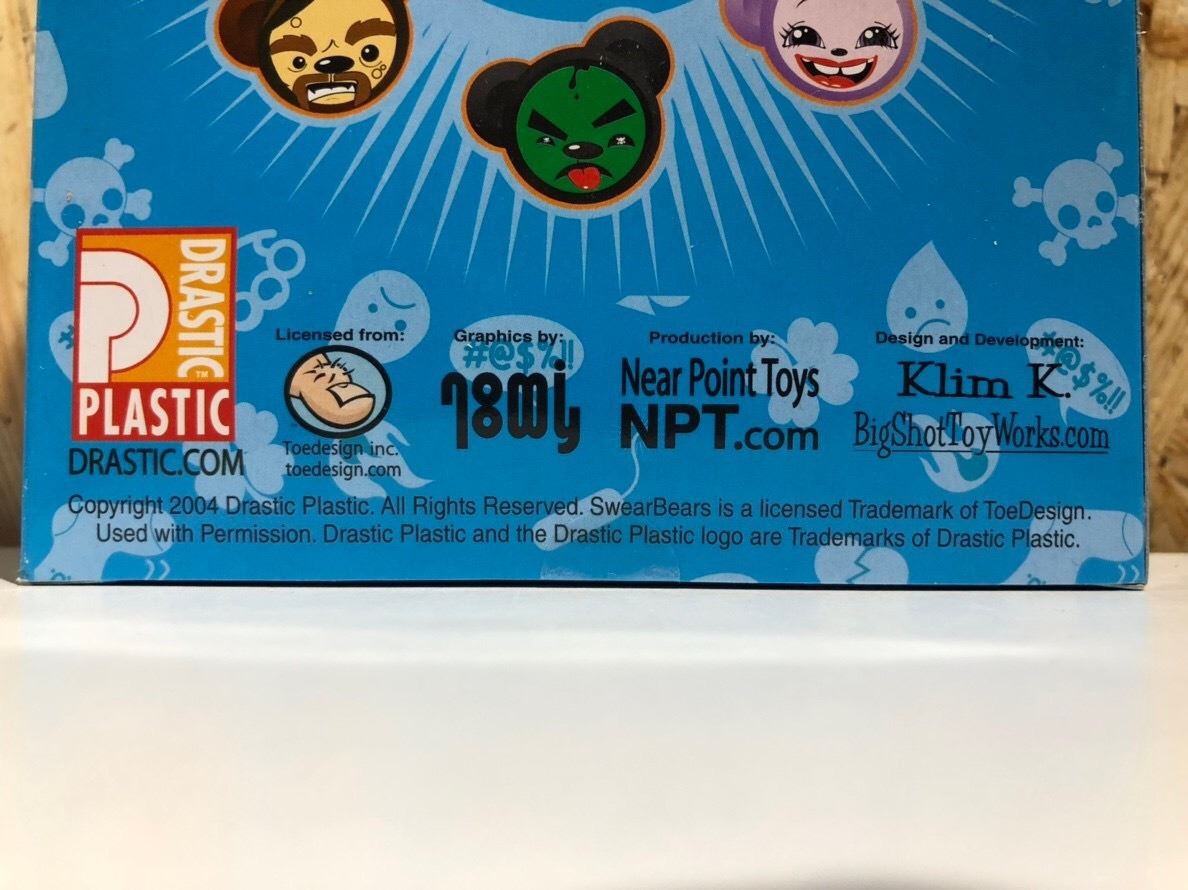 DRASTIC
PLASTIC
TM
DRASTIC.COM
Licensed from:
Toedesign inc.
toedesign.com
Graphics by:
#@$%!!
Production by:
Near Point Toys
NPT.com
Design and Development:
#@$%!!
Klim K.
BigShotToyWorks.com
Copyright 2004 Drastic Plastic. All Rights Reserved. SwearBears is a licensed Trademark of ToeDesign.
Used with Permission. Drastic Plastic and the Drastic Plastic logo are Trademarks of Drastic Plastic.